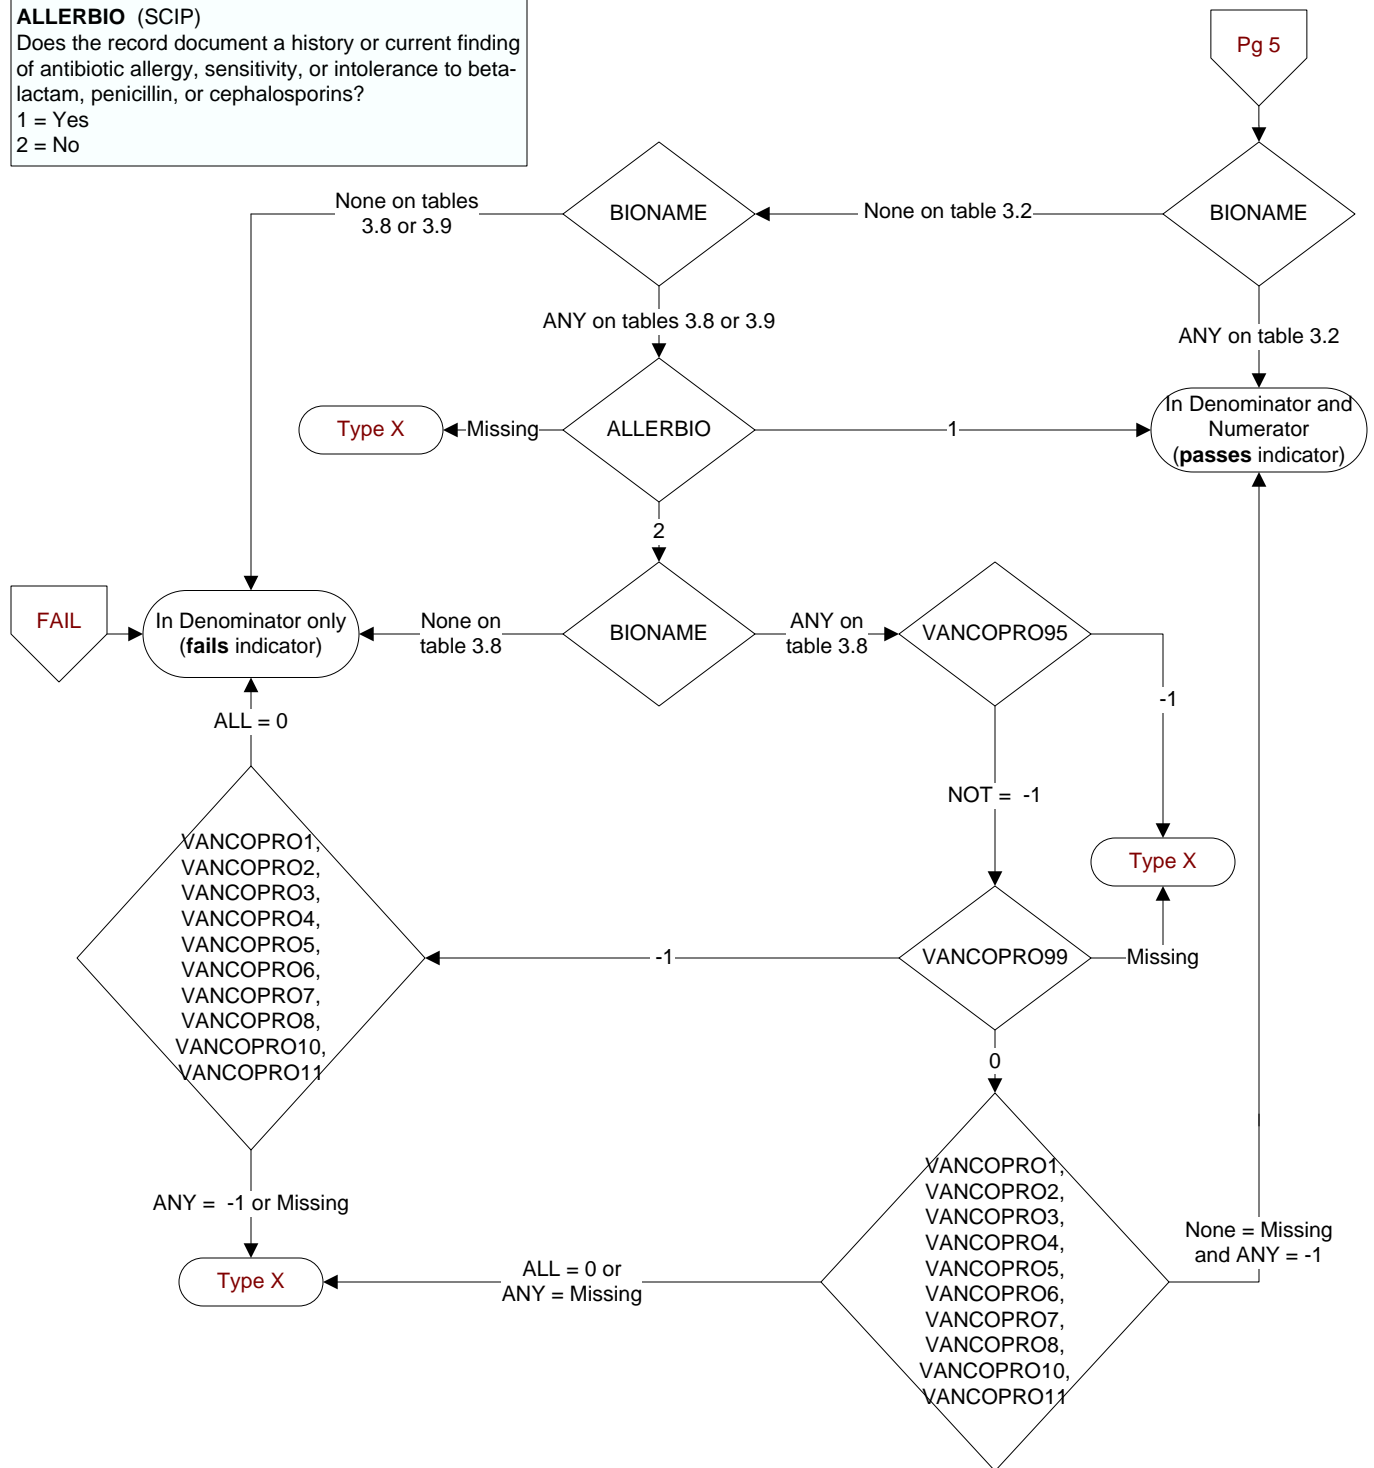 ALLERBIO (SCIP)
Does the record document a history or current finding
of antibiotic allergy, sensitivity, or intolerance to beta-
lactam, penicillin, or cephalosporins?
1 = Yes
2 = No
Pg 5
BIONAME
None on table 3.2
BIONAME
None on tables
3.8 or 3.9
ANY on tables 3.8 or 3.9
ANY on table 3.2
Type X
Missing
ALLERBIO
1
In Denominator and
Numerator
(passes indicator)
2
FAIL
In Denominator only
(fails indicator)
None on
table 3.8
BIONAME
ANY on
table 3.8
VANCOPRO95
-1
ALL = 0
NOT = -1
Type X
VANCOPRO1,
VANCOPRO2,
VANCOPRO3,
VANCOPRO4,
VANCOPRO5,
VANCOPRO6,
VANCOPRO7,
VANCOPRO8,
VANCOPRO10,
VANCOPRO11
-1
VANCOPRO99
Missing
0
ANY = -1 or Missing
Type X
ALL = 0 or
ANY = Missing
VANCOPRO1,
VANCOPRO2,
VANCOPRO3,
VANCOPRO4,
VANCOPRO5,
VANCOPRO6,
VANCOPRO7,
VANCOPRO8,
VANCOPRO10,
VANCOPRO11
None = Missing
and ANY = -1